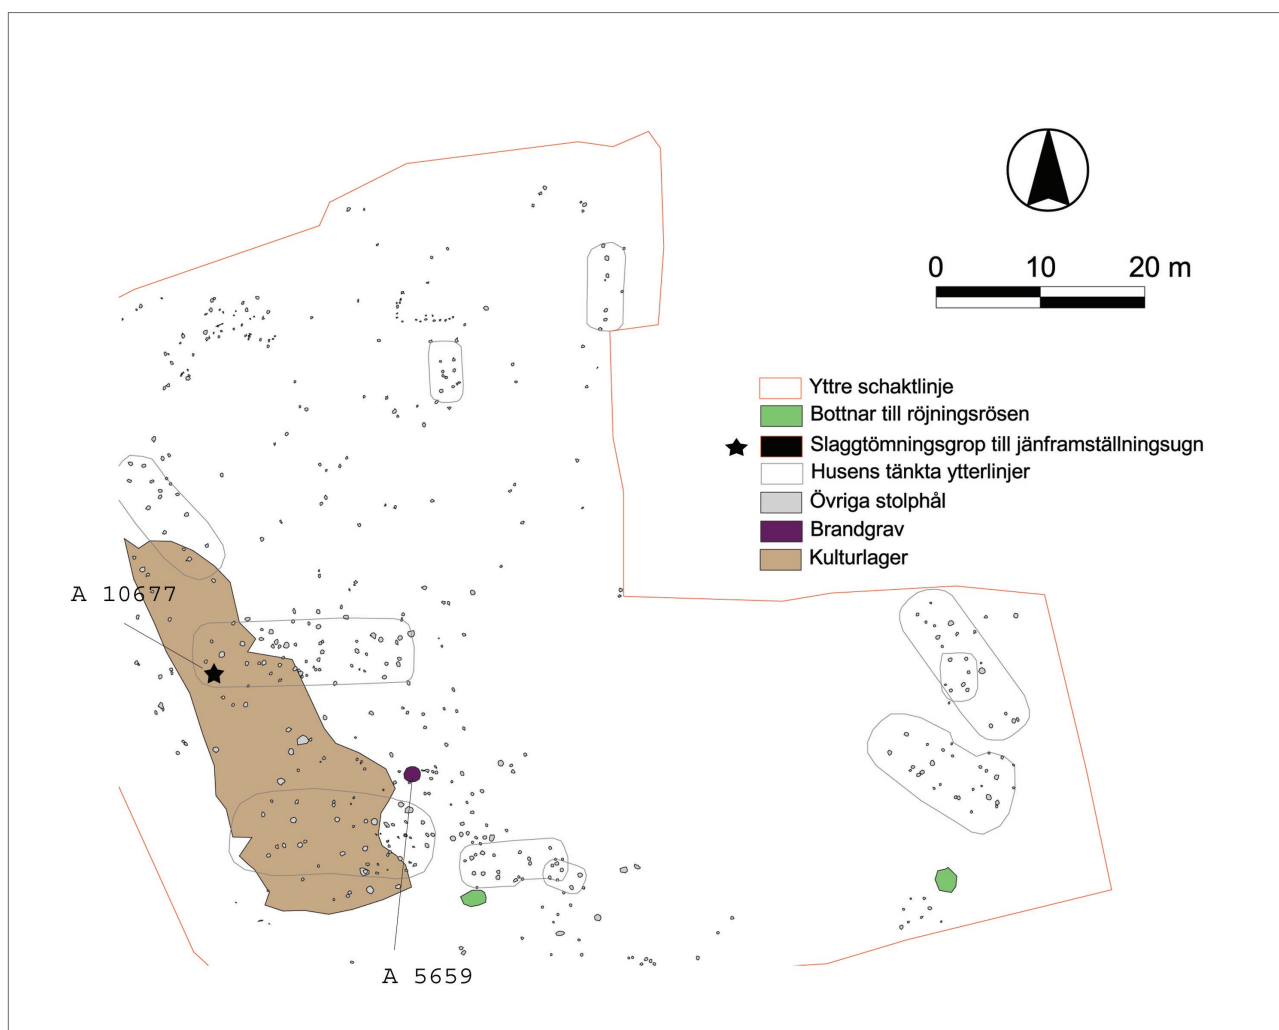 0 10 20 m
Yttre schaktlinje
Bottnar till röjningsrösen
Slaggtömningsgrop till jänframställningsugn
Husens tänkta ytterlinjer
Övriga stolphål
Brandgrav
Kulturlager
A 10677
A 5659